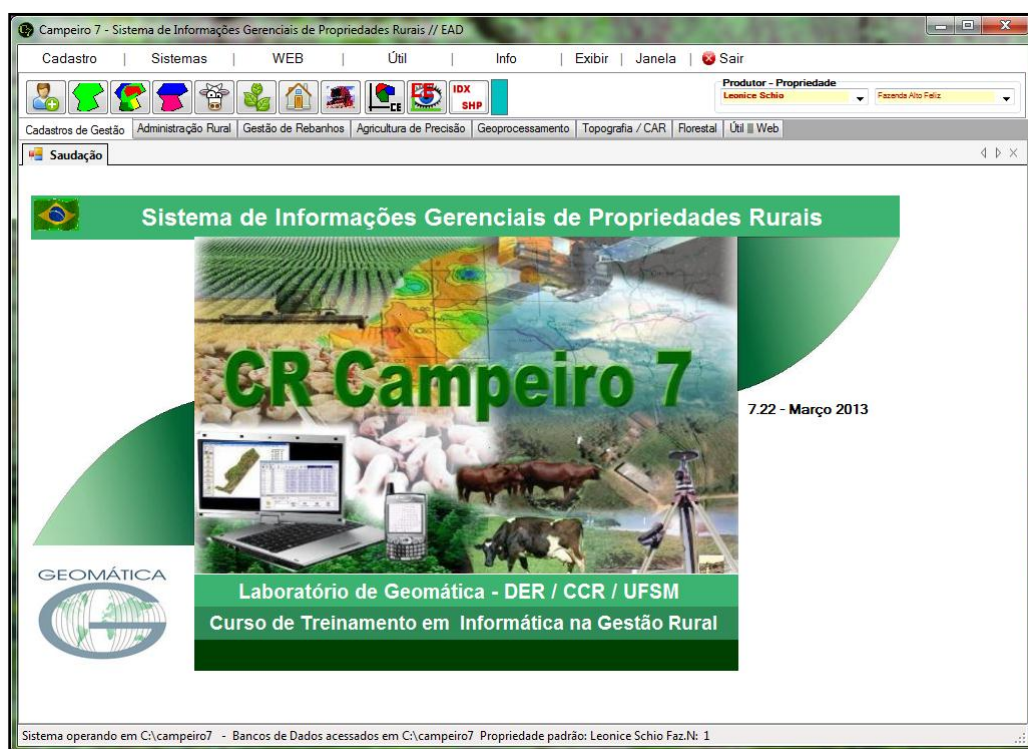 Campeiro 7 - Sistema de Informações Gerenciais de Propriedades Rurais // EAD
Cadastro | Sistemas | WEB | Útil | Info | Exibir | Janela | Sair
CE
IDX
SHP
Produtor - Propriedade
Leonice Schio
Fazenda Alto Feliz
Cadastros de Gestão Administração Rural Gestão de Rebanhos Agricultura de Precisão Geoprocessamento Topografia / CAR Florestal Útil || Web
Saudação
Sistema de Informações Gerenciais de Propriedades Rurais
CR Campeiro 7
7.22 - Março 2013
GEOMÁTICA
G
Laboratório de Geomática - DER / CCR / UFSM
Curso de Treinamento em Informática na Gestão Rural
Sistema operando em C:\campeiro7 - Bancos de Dados acessados em C:\campeiro7 Propriedade padrão: Leonice Schio Faz.N: 1